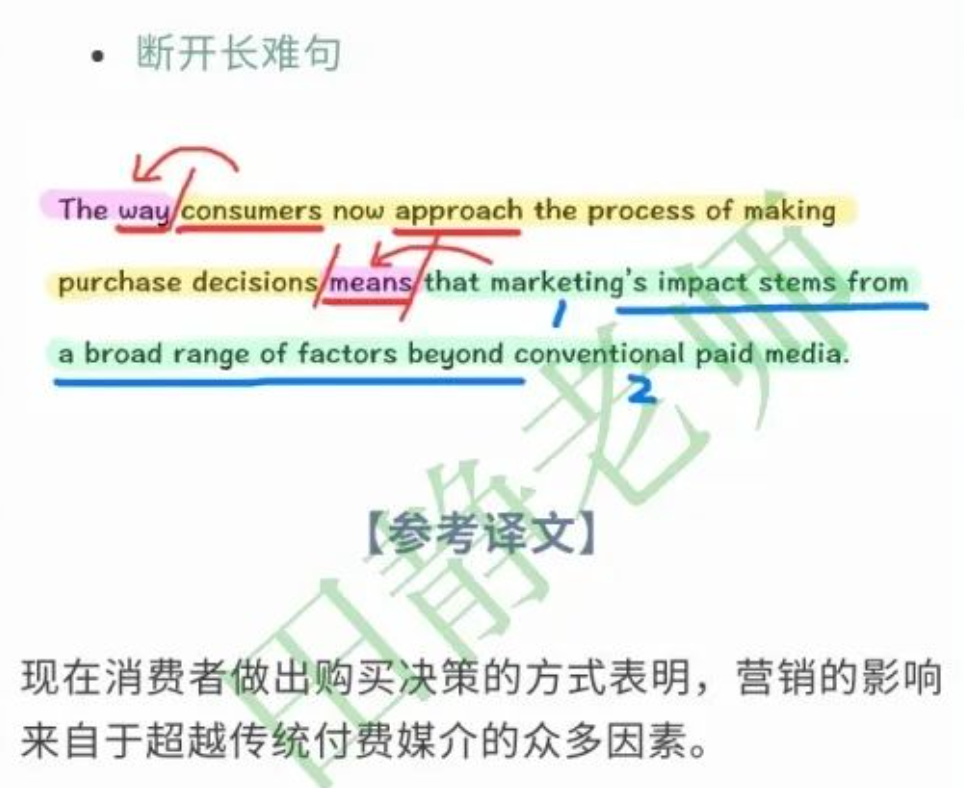 • 断开长难句
The way consumers now approach the process of making
purchase decisions means that marketing's impact stems from
1
a broad range of factors beyond conventional paid media.
2
【参考译文】
现在消费者做出购买决策的方式表明，营销的影响
来自于超越传统付费媒介的众多因素。
田静老师